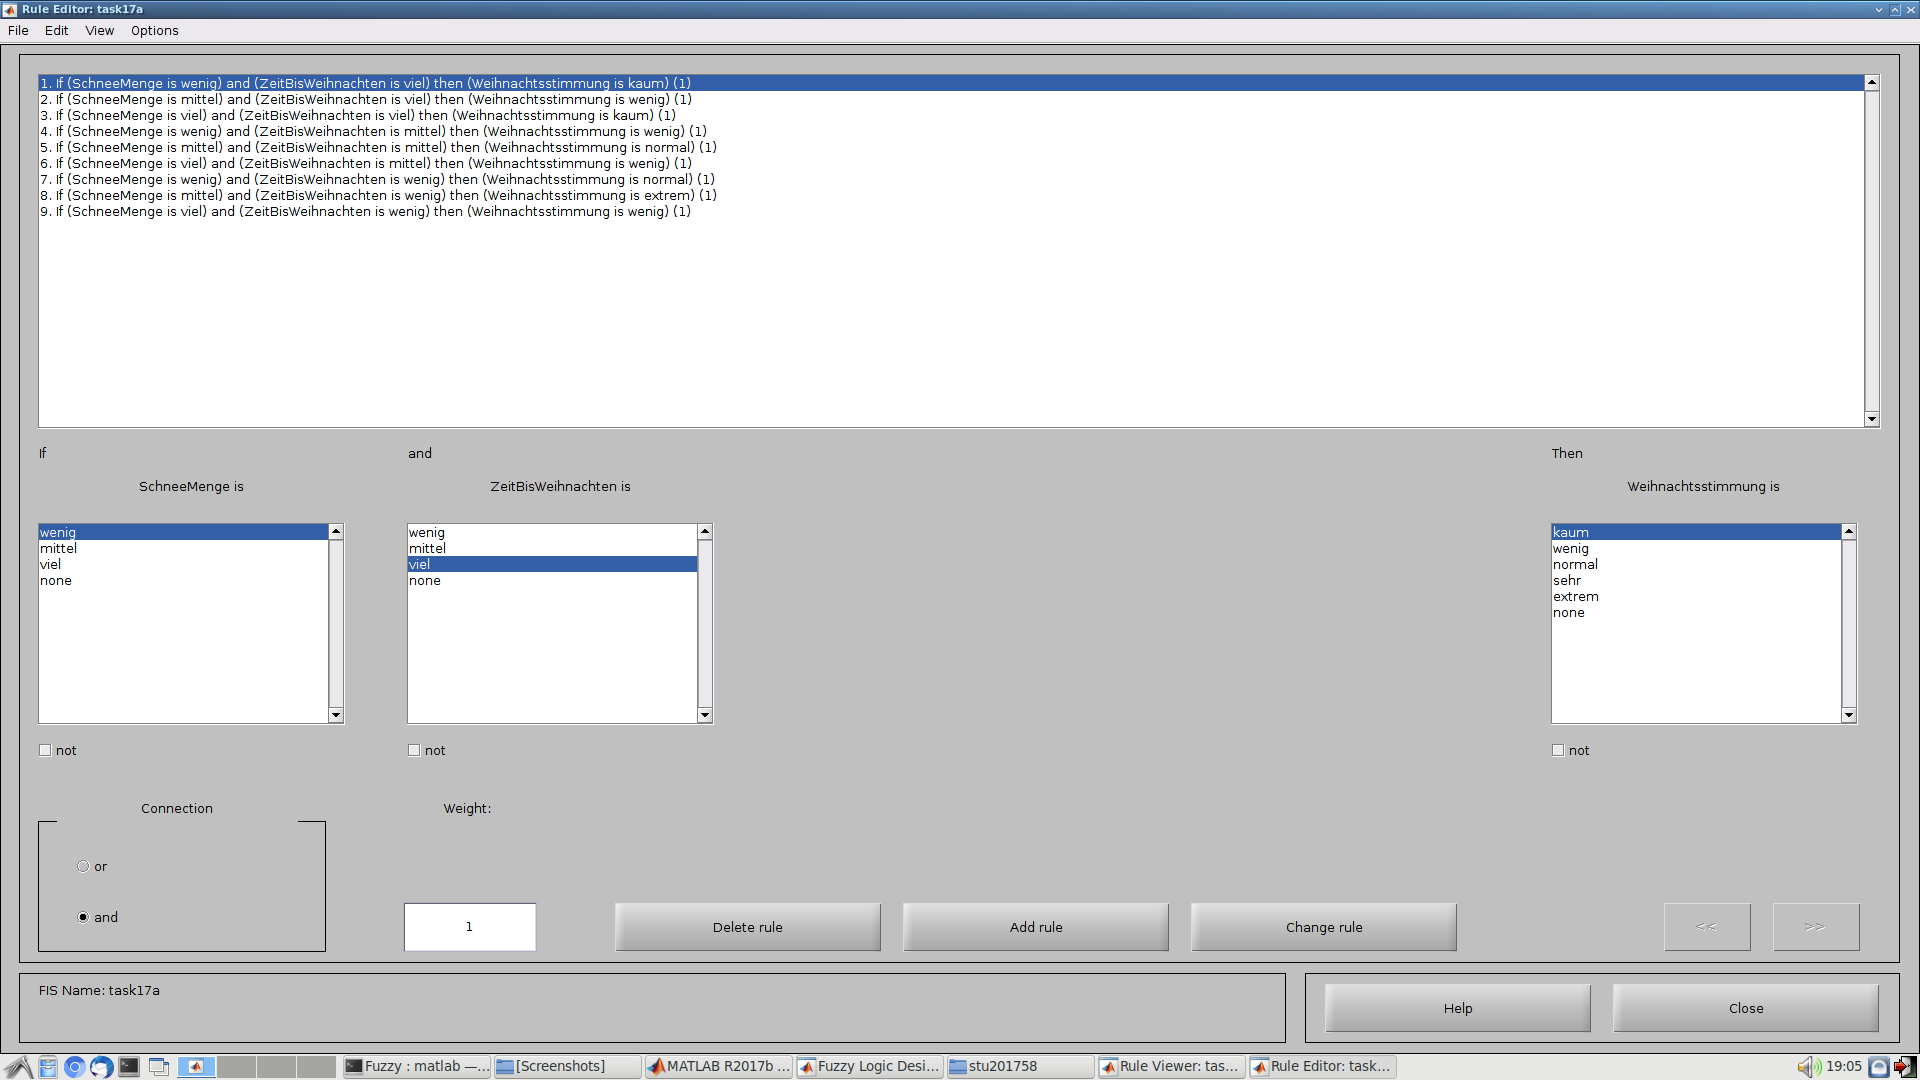 Rule Editor: task17a
File Edit View Options
1. If (SchneeMenge is wenig) and (ZeitBisWeihnachten is viel) then (Weihnachtsstimmung is kaum) (1)
2. If (SchneeMenge is mittel) and (ZeitBisWeihnachten is viel) then (Weihnachtsstimmung is wenig) (1)
3. If (SchneeMenge is viel) and (ZeitBisWeihnachten is viel) then (Weihnachtsstimmung is kaum) (1)
4. If (SchneeMenge is wenig) and (ZeitBisWeihnachten is mittel) then (Weihnachtsstimmung is wenig) (1)
5. If (SchneeMenge is mittel) and (ZeitBisWeihnachten is mittel) then (Weihnachtsstimmung is normal) (1)
6. If (SchneeMenge is viel) and (ZeitBisWeihnachten is mittel) then (Weihnachtsstimmung is wenig) (1)
7. If (SchneeMenge is wenig) and (ZeitBisWeihnachten is wenig) then (Weihnachtsstimmung is normal) (1)
8. If (SchneeMenge is mittel) and (ZeitBisWeihnachten is wenig) then (Weihnachtsstimmung is extrem) (1)
9. If (SchneeMenge is viel) and (ZeitBisWeihnachten is wenig) then (Weihnachtsstimmung is wenig) (1)
If
SchneeMenge is
wenig
mittel
viel
none
not
and
ZeitBisWeihnachten is
wenig
mittel
viel
none
not
Then
Weihnachtsstimmung is
kaum
wenig
normal
sehr
extrem
none
not
Connection
or
and
Weight:
1
Delete rule
Add rule
Change rule
<<
>>
FIS Name: task17a
Help
Close
Fuzzy : matlab —...
[Screenshots]
MATLAB R2017b ...
Fuzzy Logic Desi...
stu201758
Rule Viewer: tas...
Rule Editor: task...
19:05